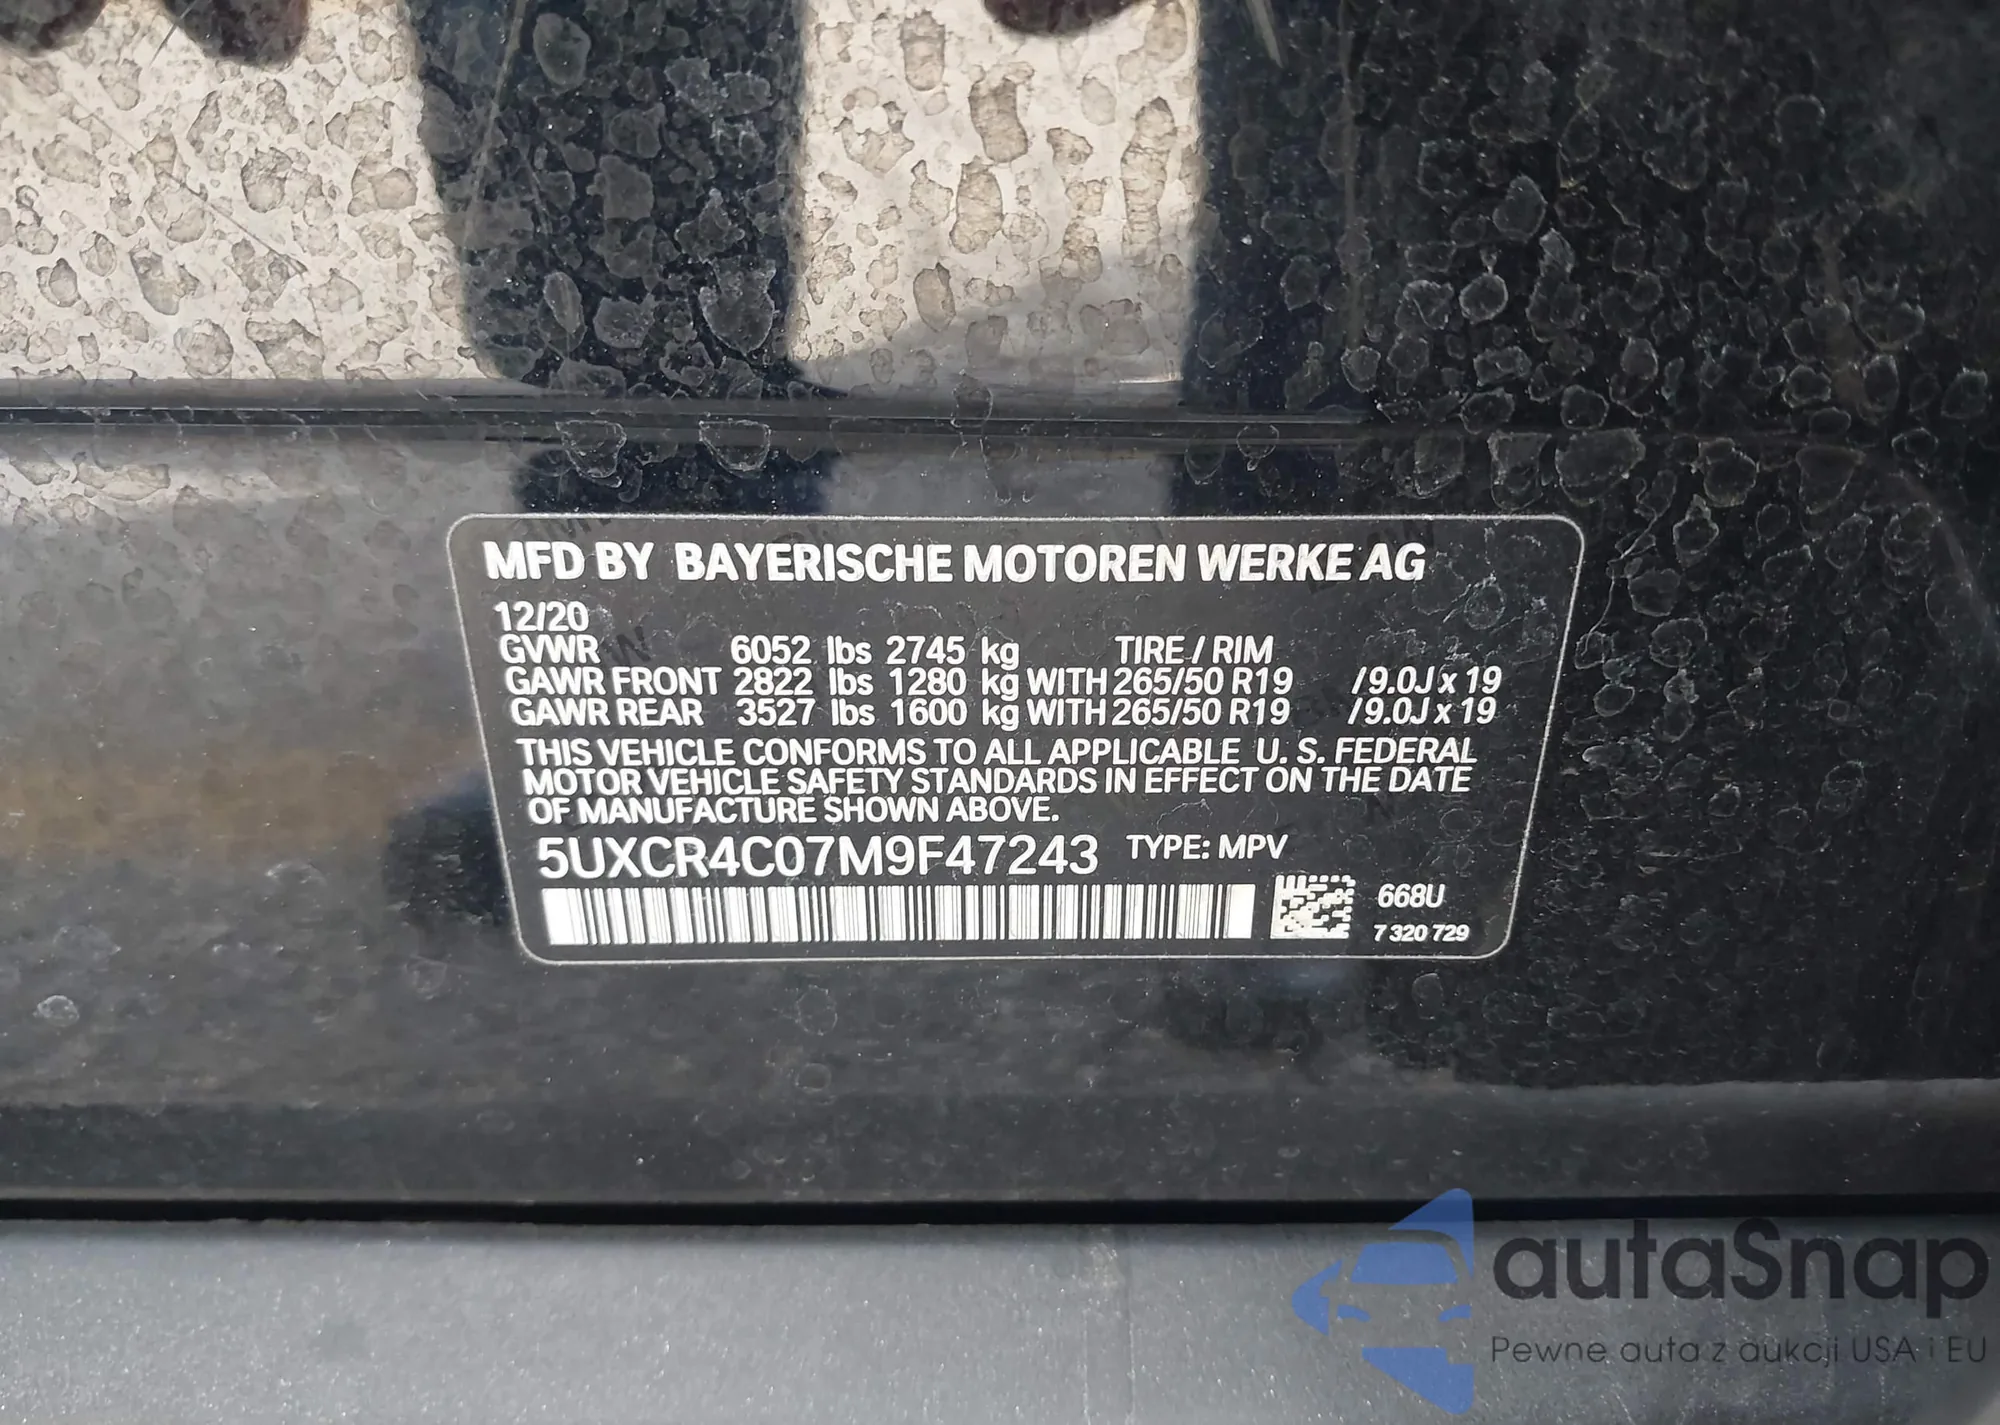 MFD BY BAYERISCHE MOTOREN WERKE AG
12/20
GVWR 6052 lbs 2745 kg TIRE / RIM
GAWR FRONT 2822 lbs 1280 kg WITH 265/50 R19 / 9.0J x 19
GAWR REAR 3527 lbs 1600 kg WITH 265/50 R19 / 9.0J x 19
THIS VEHICLE CONFORMS TO ALL APPLICABLE U. S. FEDERAL
MOTOR VEHICLE SAFETY STANDARDS IN EFFECT ON THE DATE
OF MANUFACTURE SHOWN ABOVE.
5UXCR4C07M9F47243 TYPE: MPV
668U
7 320 729
autaSnap
Pewne auta z aukcji USA i EU